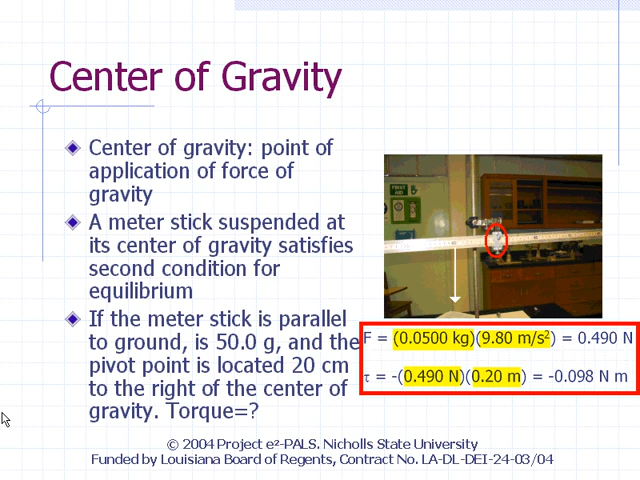 Center of Gravity
Center of gravity: point of
application of force of
gravity
A meter stick suspended at
its center of gravity satisfies
second condition for
equilibrium
If the meter stick is parallel
to ground, is 50.0 g, and the
pivot point is located 20 cm
to the right of the center of
gravity. Torque=?
FIRST AID
F = (0.0500 kg)(9.80 m/s²) = 0.490 N
τ = -(0.490 N)(0.20 m) = -0.098 N m
© 2004 Project e²-PALS. Nicholls State University
Funded by Louisiana Board of Regents, Contract No. LA-DL-DEI-24-03/04